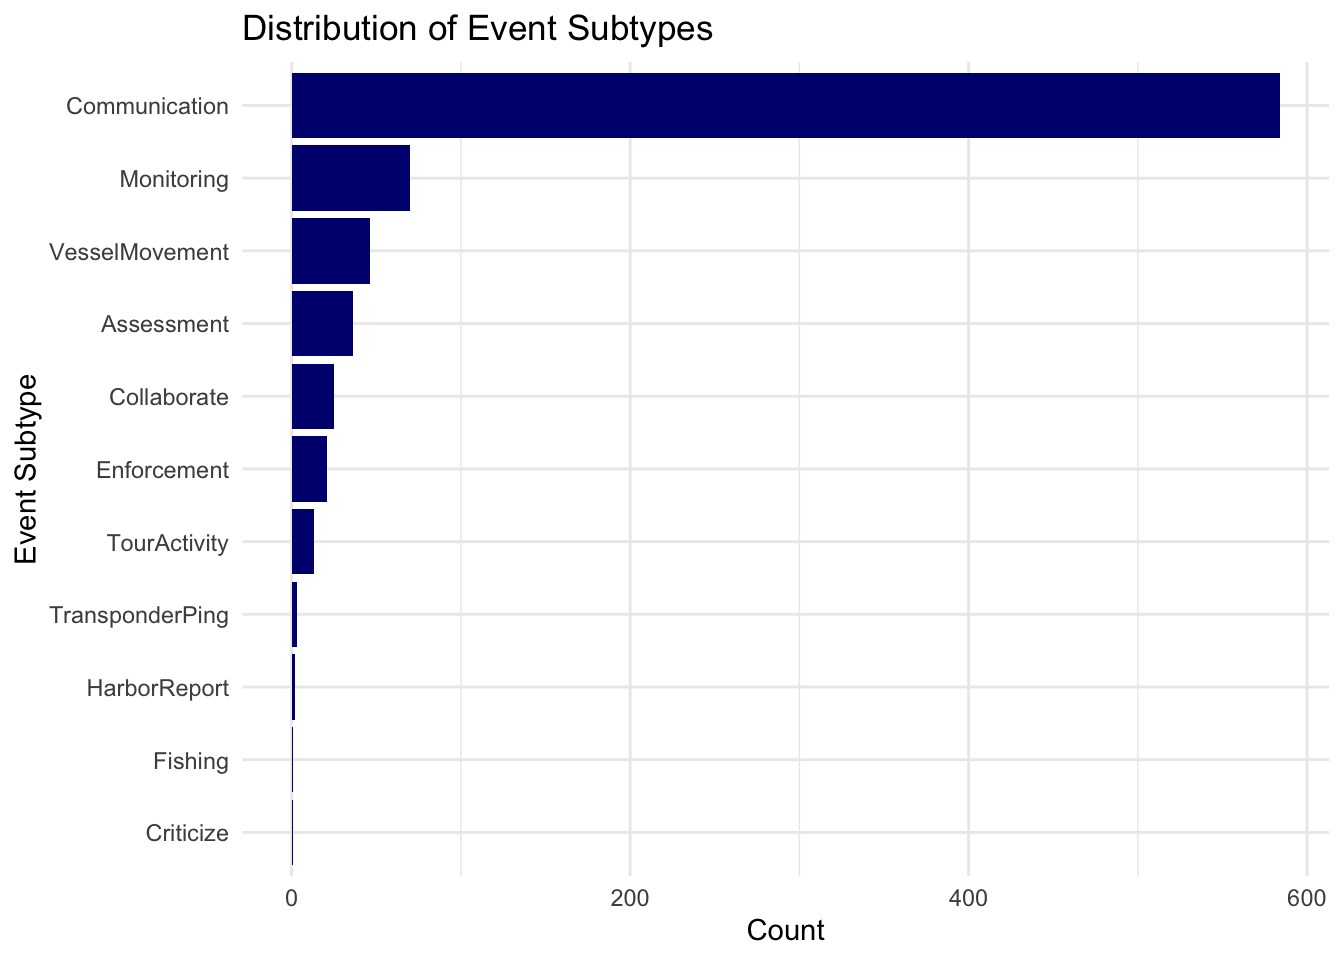 Distribution of Event Subtypes
Event Subtype
Communication
Monitoring
VesselMovement
Assessment
Collaborate
Enforcement
TourActivity
TransponderPing
HarborReport
Fishing
Criticize
0 200 400 600
Count